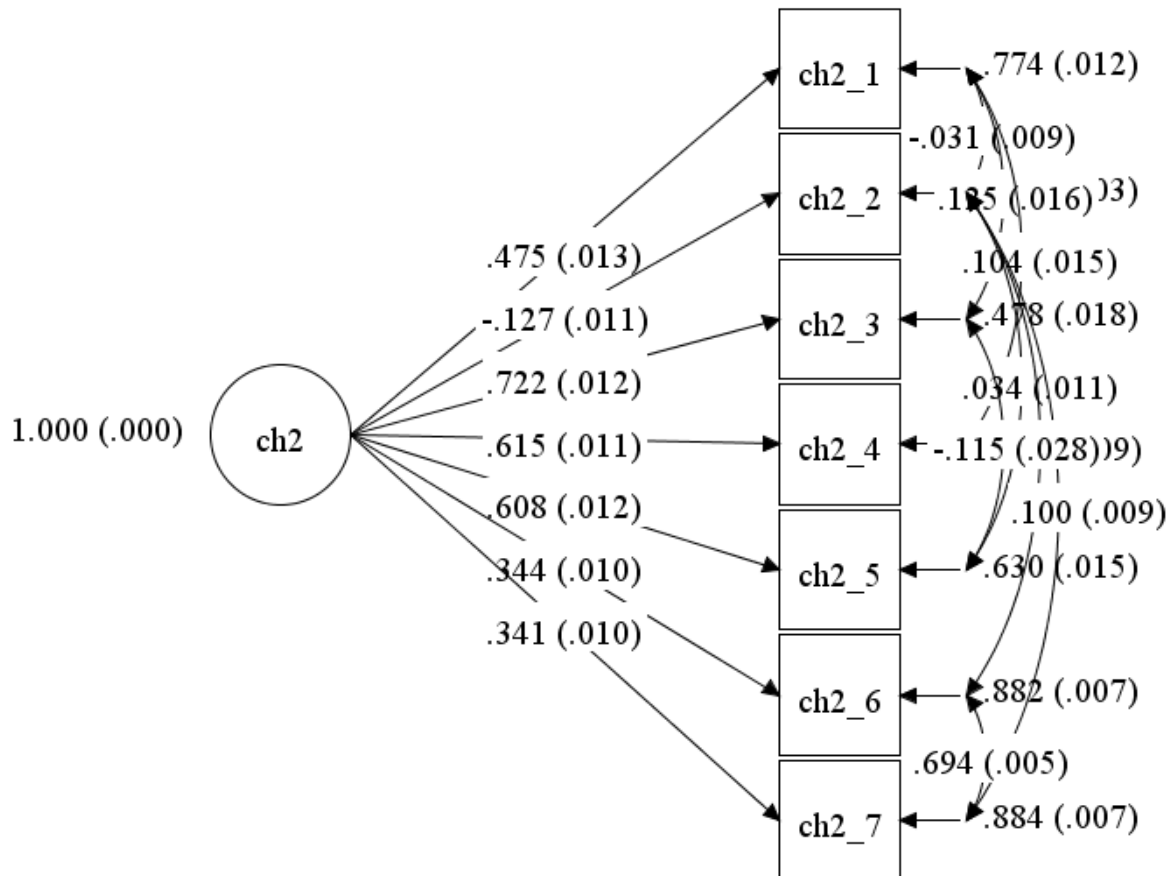 ch2_1
.774 (.012)
-.031 (.009)
ch2_2
.125 (.016)
03)
.475 (.013)
.104 (.015)
-.127 (.011)
ch2_3
.478 (.018)
.722 (.012)
.034 (.011)
1.000 (.000)
ch2
.615 (.011)
ch2_4
-.115 (.028)
09)
.608 (.012)
.100 (.009)
.344 (.010)
ch2_5
.630 (.015)
.341 (.010)
ch2_6
.882 (.007)
.694 (.005)
ch2_7
.884 (.007)